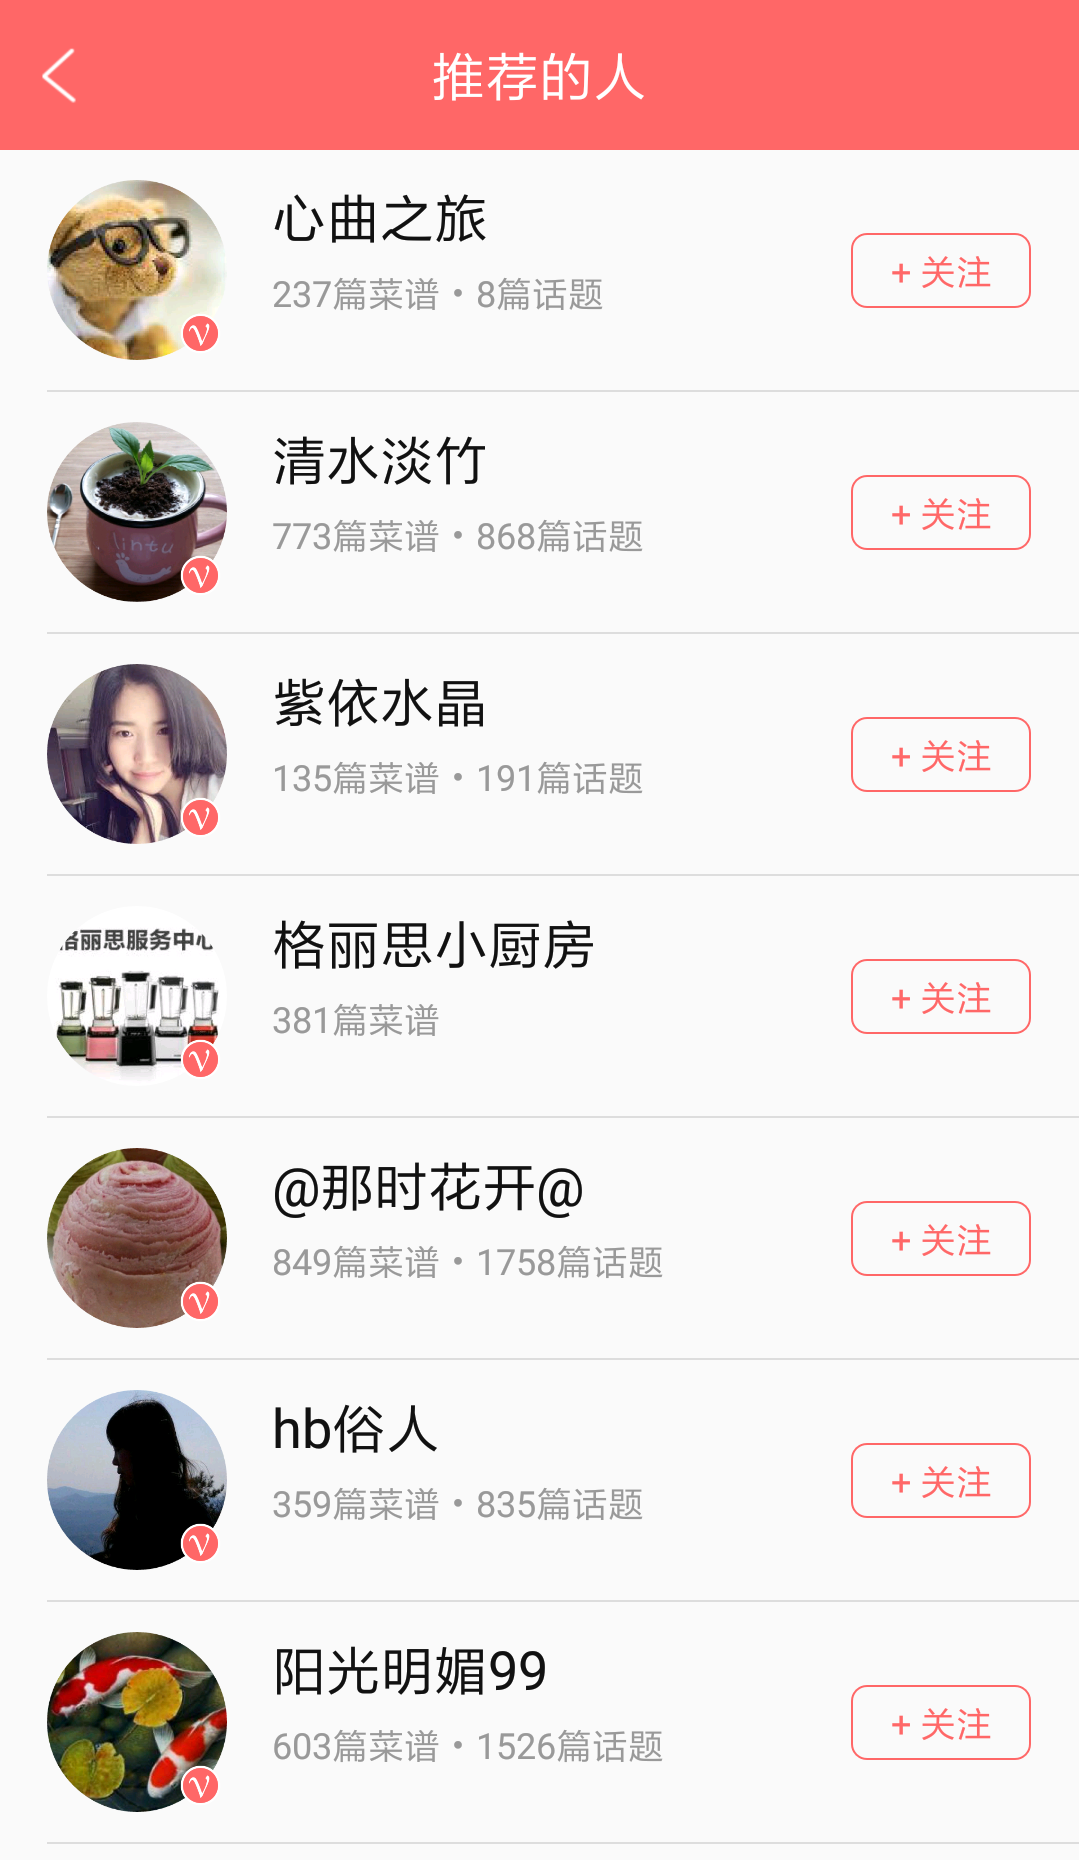 推荐的人
心曲之旅
237篇菜谱・8篇话题
+ 关注
清水淡竹
773篇菜谱・868篇话题
+ 关注
lintu
紫依水晶
135篇菜谱・191篇话题
+ 关注
格丽思服务中心
格丽思小厨房
381篇菜谱
+ 关注
@那时花开@
849篇菜谱・1758篇话题
+ 关注
hb俗人
359篇菜谱・835篇话题
+ 关注
阳光明媚99
603篇菜谱・1526篇话题
+ 关注